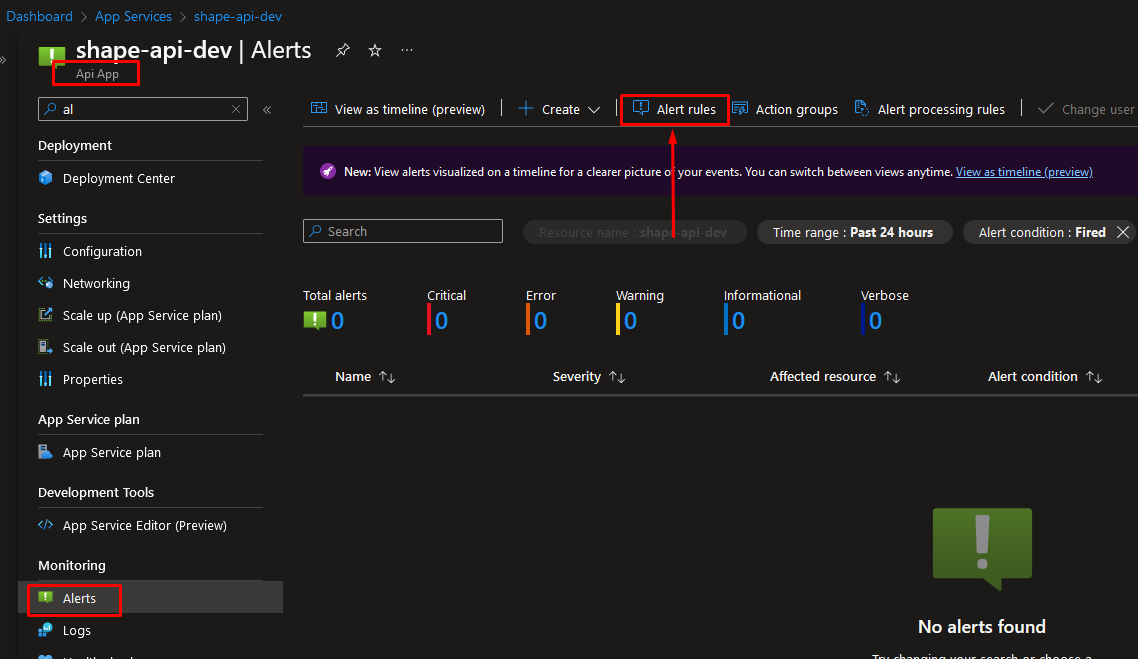 Dashboard > App Services > shape-api-dev
shape-api-dev | Alerts
Api App
al
View as timeline (preview)
Create
Alert rules
Action groups
Alert processing rules
Change user
Deployment
Deployment Center
Settings
Configuration
Networking
Scale up (App Service plan)
Scale out (App Service plan)
Properties
App Service plan
App Service plan
Development Tools
App Service Editor (Preview)
Monitoring
Alerts
Logs
New: View alerts visualized on a timeline for a clearer picture of your events. You can switch between views anytime. View as timeline (preview)
Search
Resource name : shape-api-dev
Time range : Past 24 hours
Alert condition : Fired
Total alerts
0
Critical
0
Error
0
Warning
0
Informational
0
Verbose
0
Name
Severity
Affected resource
Alert condition
No alerts found
Try changing your search or choose a